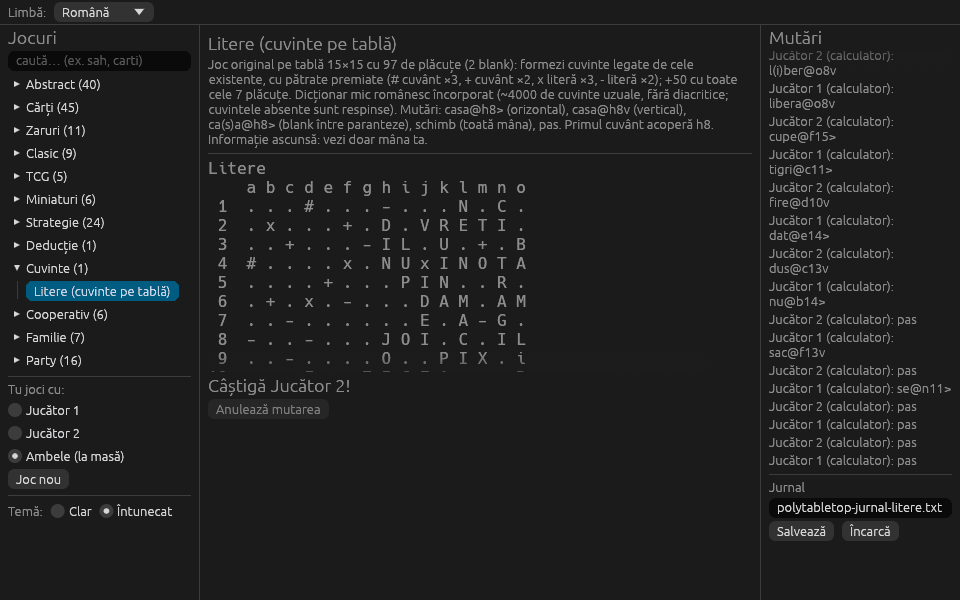 Limbă: Română
Jocuri
caută... (ex. sah, carti)
Abstract (40)
Cărți (45)
Zaruri (11)
Clasic (9)
TCG (5)
Miniaturi (6)
Strategie (24)
Deducție (1)
Cuvinte (1)
Litere (cuvinte pe tablă)
Cooperativ (6)
Familie (7)
Party (16)
Tu joci cu:
Jucător 1
Jucător 2
Ambele (la masă)
Joc nou
Temă: Clar Întunecat
Litere (cuvinte pe tablă)
Joc original pe tablă 15×15 cu 97 de plăcuțe (2 blank): formezi cuvinte legate de cele
existente, cu pătrate premiate (# cuvânt ×3, + cuvânt ×2, x literă ×3, - literă ×2); +50 cu toate
cele 7 plăcuțe. Dicționar mic românesc încorporat (~4000 de cuvinte uzuale, fără diacritice;
cuvintele absente sunt respinse). Mutări: casa@h8> (orizontal), casa@h8v (vertical),
ca(s)a@h8> (blank între paranteze), schimb (toată mâna), pas. Primul cuvânt acoperă h8.
Informație ascunsă: vezi doar mâna ta.
Litere
a b c d e f g h i j k l m n o
1 . . . # . . . - . . . N . C .
2 . x . . . + . D . V R E T I .
3 . . + . . . - I L . U . + . B
4 # . . . . x . N U x I N O T A
5 . . . . + . . . P I N . . R .
6 . + . x . - . . . D A M . A M
7 . . - . . . . . . E . A - G .
8 - . . - . . . J O I . C . I L
9 . . - . . . . O . . P I X . i
Câștigă Jucător 2!
Anulează mutarea
Mutări
Jucător 2 (calculator):
l(i)ber@o8v
Jucător 1 (calculator):
libera@o8v
Jucător 2 (calculator):
cupe@f15>
Jucător 1 (calculator):
tigri@c11>
Jucător 2 (calculator):
fire@d10v
Jucător 1 (calculator):
dat@e14>
Jucător 2 (calculator):
dus@c13v
Jucător 1 (calculator):
nu@b14>
Jucător 2 (calculator): pas
Jucător 1 (calculator):
sac@f13v
Jucător 2 (calculator): pas
Jucător 1 (calculator): se@n11>
Jucător 2 (calculator): pas
Jucător 1 (calculator): pas
Jucător 2 (calculator): pas
Jucător 1 (calculator): pas
Jurnal
polytabletop-jurnal-litere.txt
Salvează Încarcă